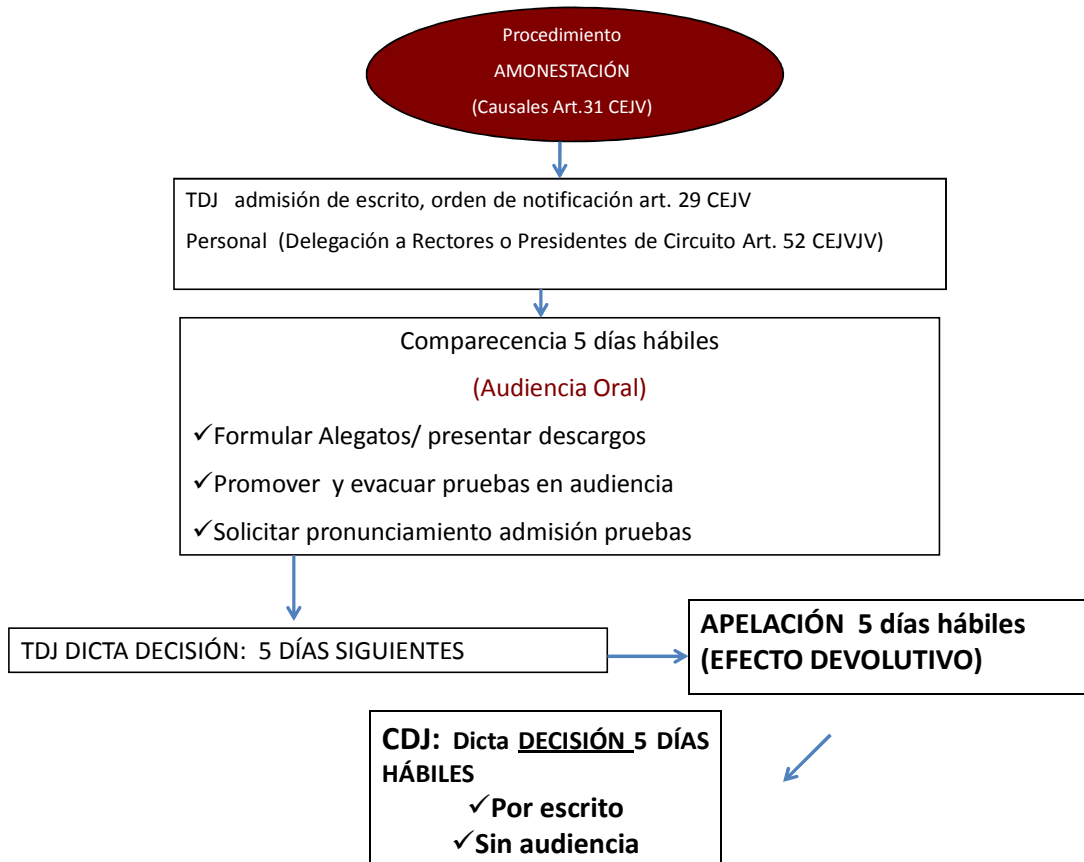 Procedimiento
AMONESTACIÓN
(Causales Art.31 CEJV)
TDJ admisión de escrito, orden de notificación art. 29 CEJV
Personal (Delegación a Rectores o Presidentes de Circuito Art. 52 CEJVJV)
Comparecencia 5 días hábiles
(Audiencia Oral)
✓Formular Alegatos/ presentar descargos
✓Promover y evacuar pruebas en audiencia
✓Solicitar pronunciamiento admisión pruebas
TDJ DICTA DECISIÓN: 5 DÍAS SIGUIENTES
APELACIÓN 5 días hábiles
(EFECTO DEVOLUTIVO)
CDJ: Dicta DECISIÓN 5 DÍAS
HÁBILES
✓Por escrito
✓Sin audiencia